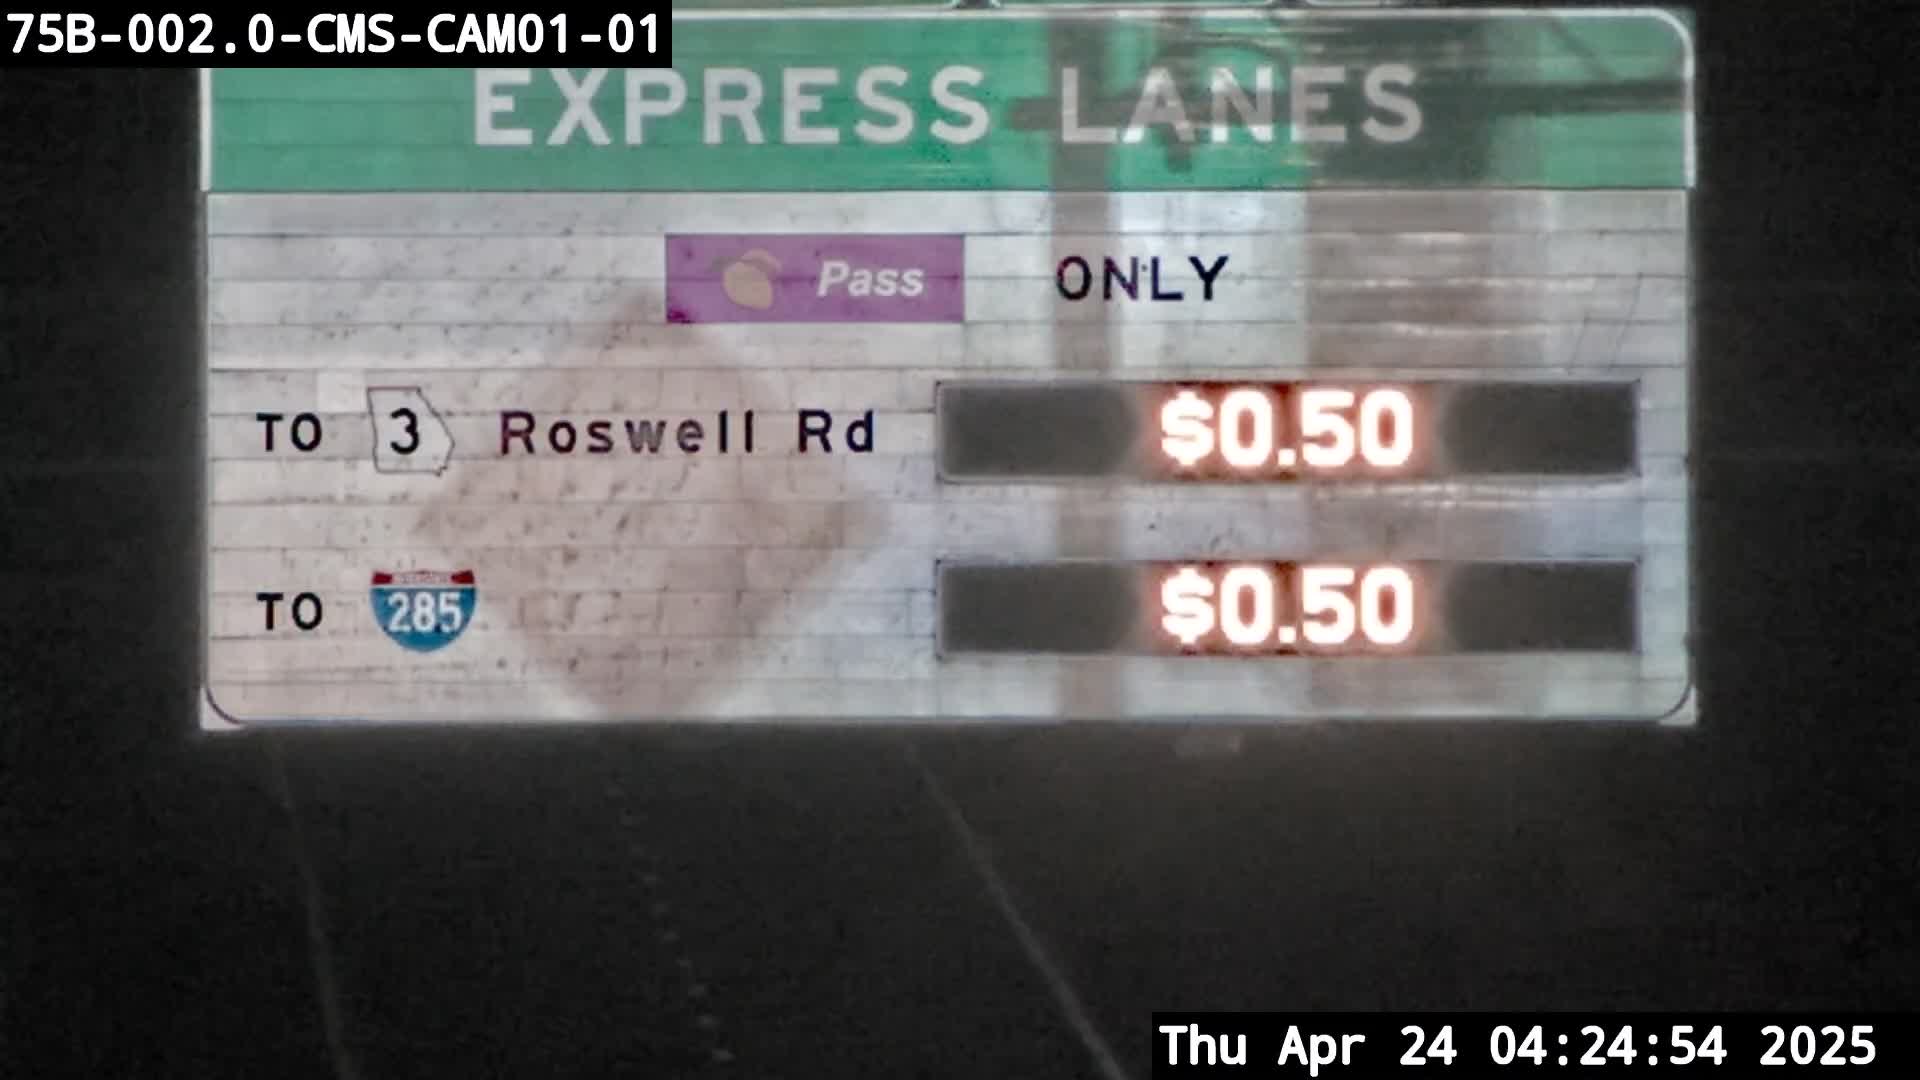 75B-002.0-CMS-CAM01-01
EXPRESS LANES
Pass ONLY
TO 3 Roswell Rd $0.50
TO 285 $0.50
Thu Apr 24 04:24:54 2025